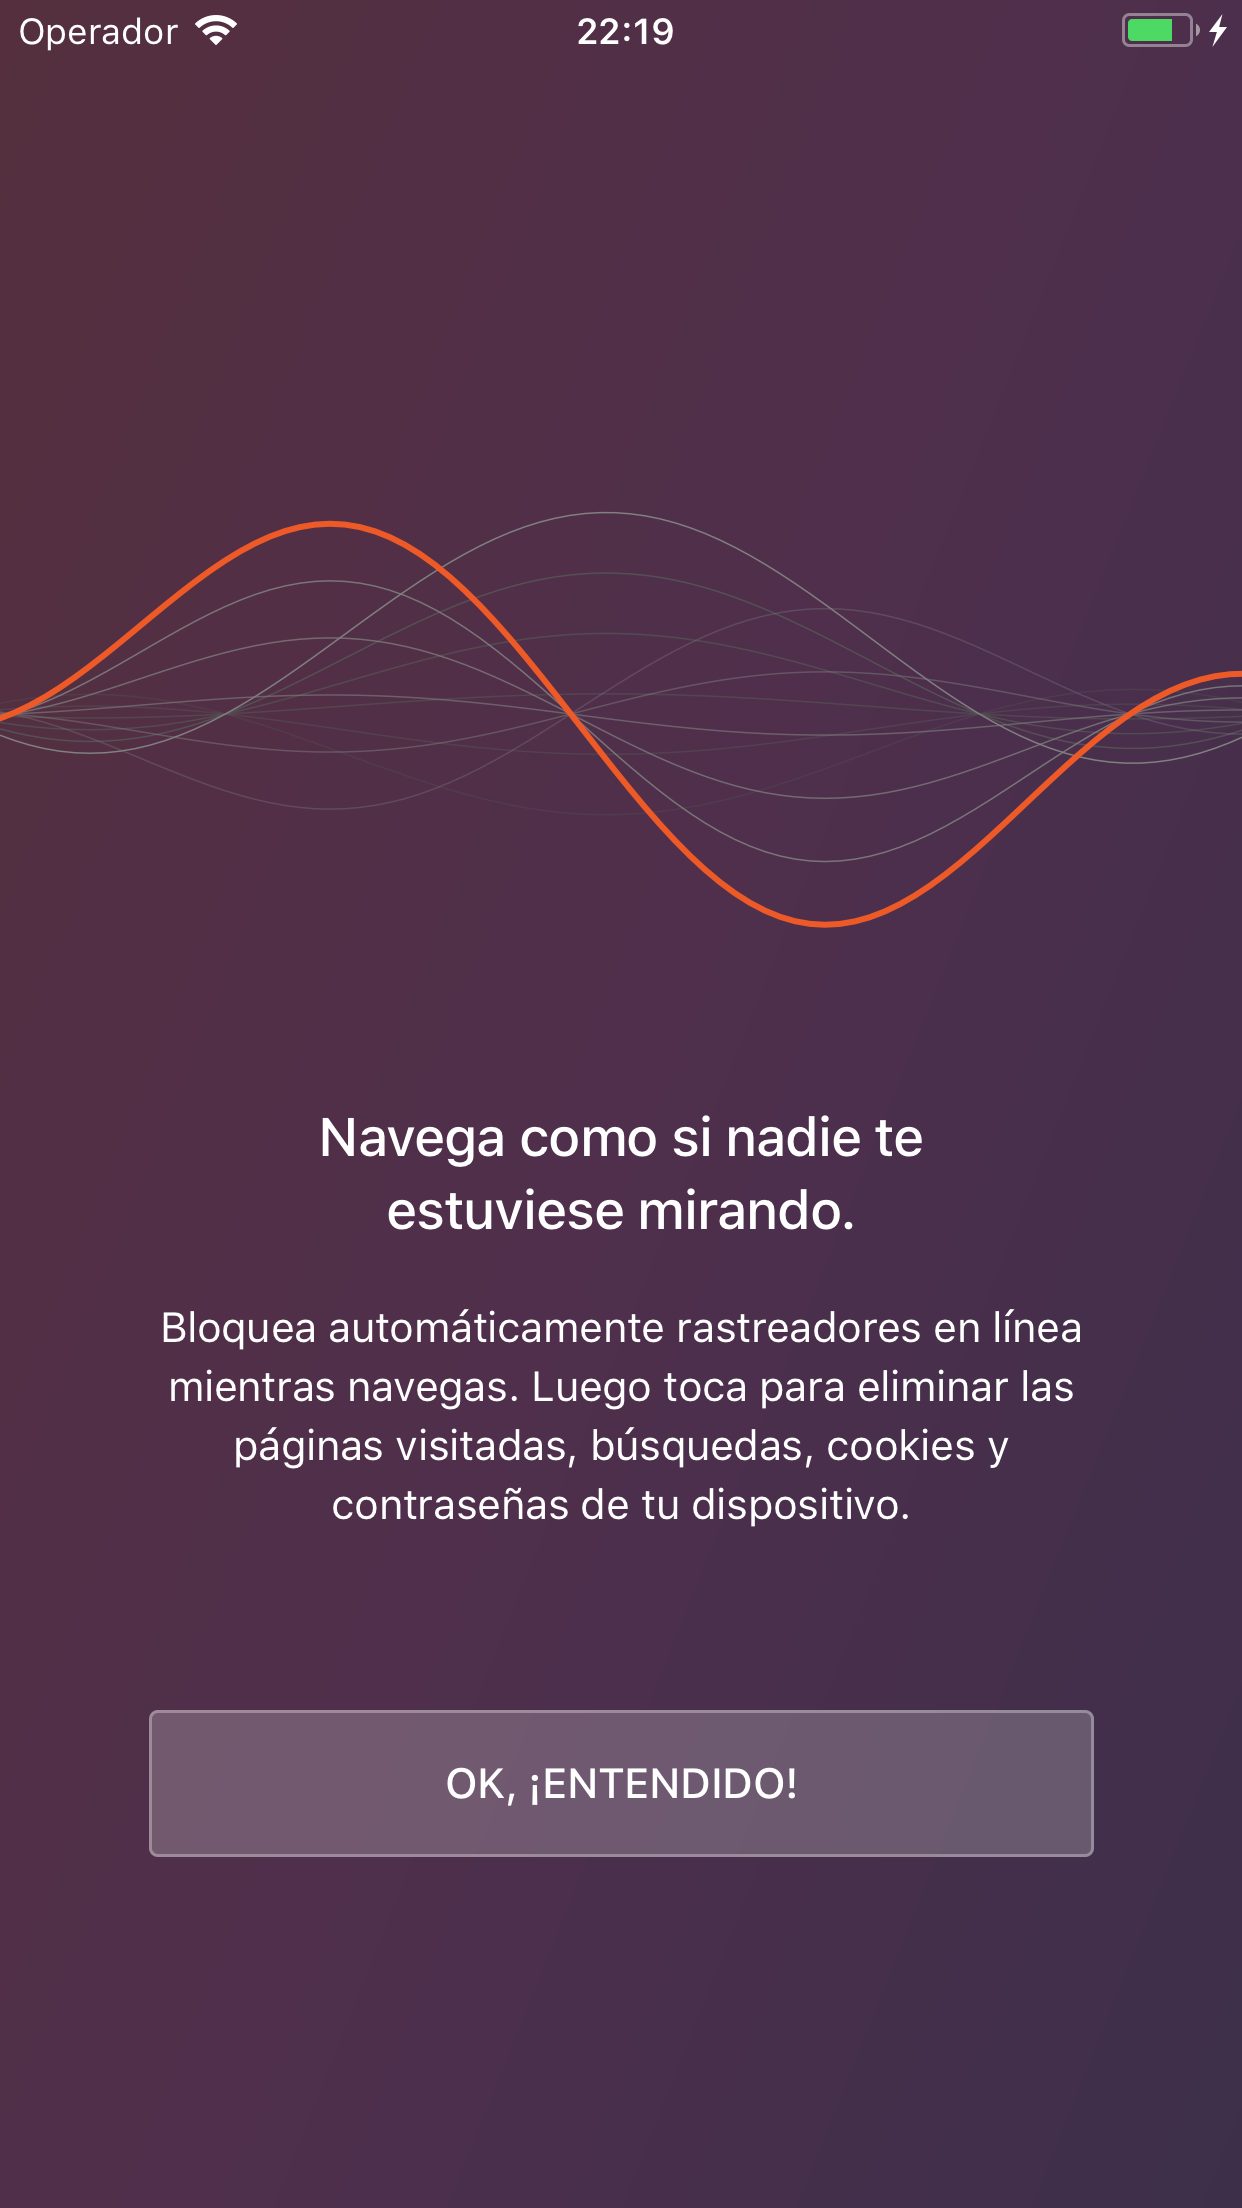 Operador
22:19
Navega como si nadie te
estuviese mirando.
Bloquea automáticamente rastreadores en línea
mientras navegas. Luego toca para eliminar las
páginas visitadas, búsquedas, cookies y
contraseñas de tu dispositivo.
OK, ¡ENTENDIDO!